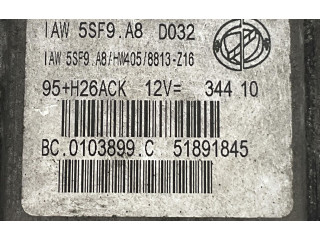 IAW 5SF9.A8 D032
IAW 5SF9.A8/HW405/8813-Z16
95+H26ACK 12V= 344 10
BC.0103899.C 51891845